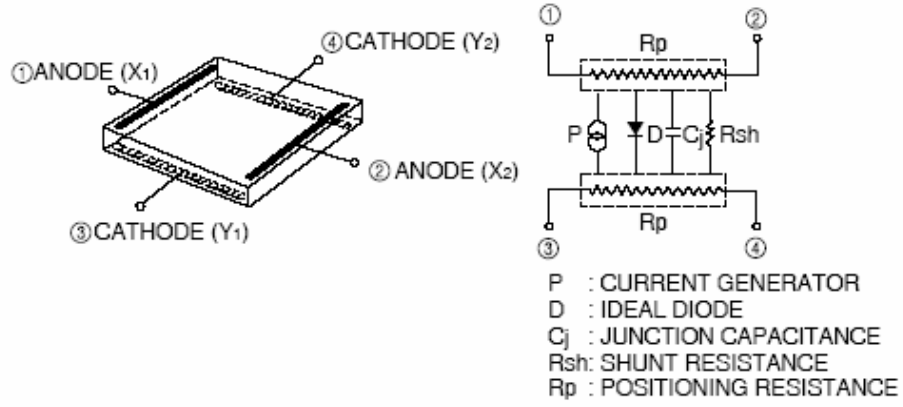 ④CATHODE (Y2)
①ANODE (X1)
② ANODE (X2)
③CATHODE (Y1)
① ②
Rp
P D Cj Rsh
Rp
③ ④
P : CURRENT GENERATOR
D : IDEAL DIODE
Cj : JUNCTION CAPACITANCE
Rsh: SHUNT RESISTANCE
Rp : POSITIONING RESISTANCE